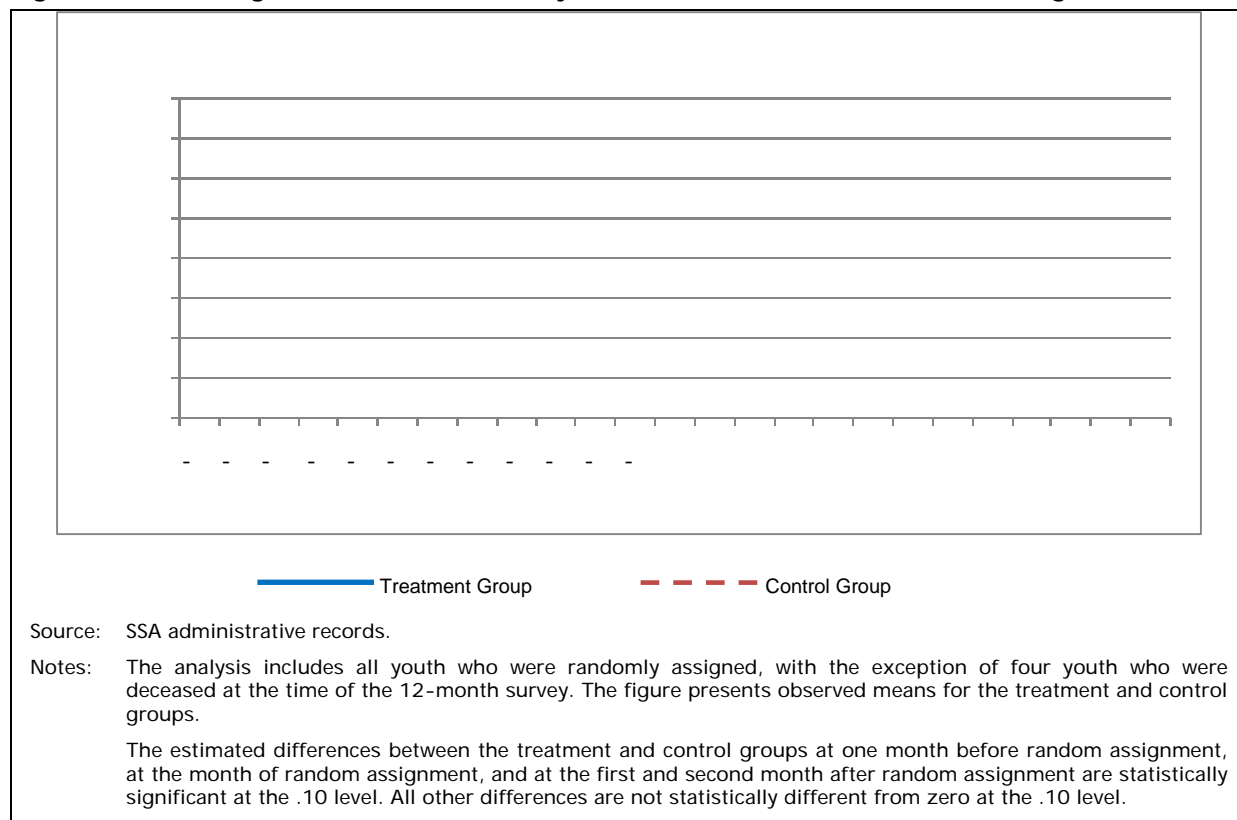 - - - - - - - - - - - -
Treatment Group Control Group
Source: SSA administrative records.
Notes: The analysis includes all youth who were randomly assigned, with the exception of four youth who were
deceased at the time of the 12-month survey. The figure presents observed means for the treatment and control
groups.
The estimated differences between the treatment and control groups at one month before random assignment,
at the month of random assignment, and at the first and second month after random assignment are statistically
significant at the .10 level. All other differences are not statistically different from zero at the .10 level.